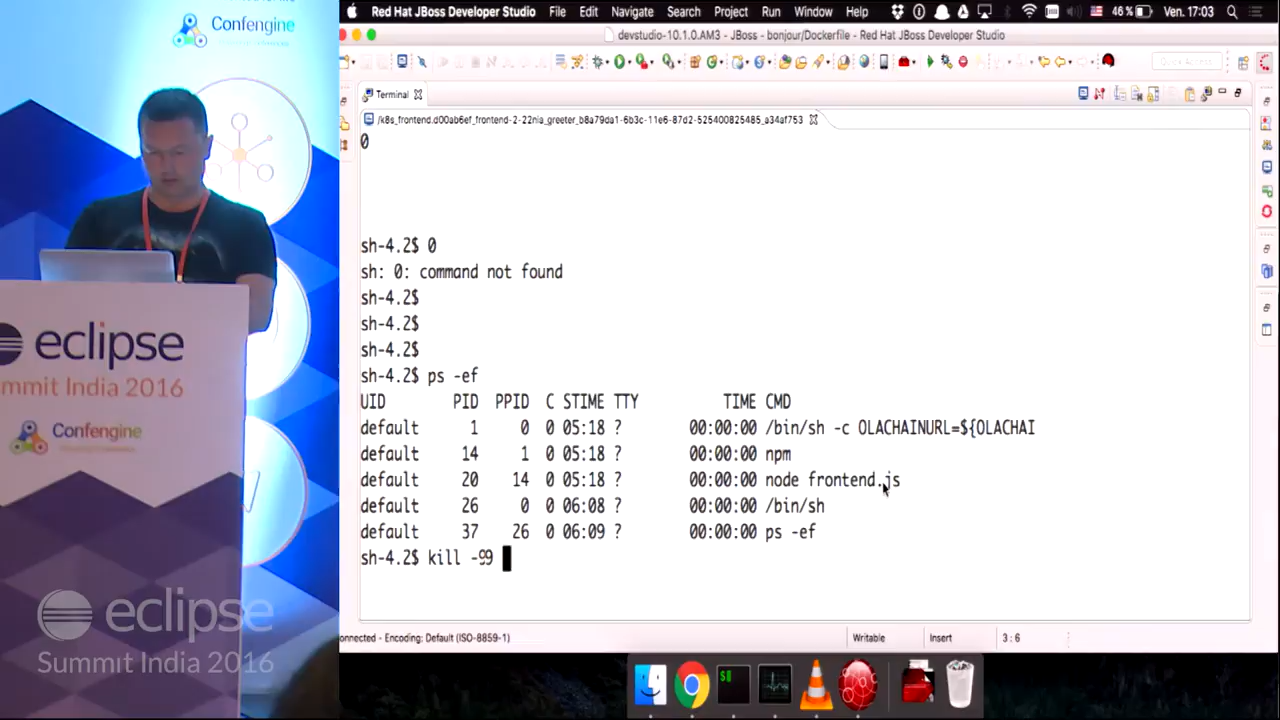 Confengine
Red Hat JBoss Developer Studio File Edit Navigate Search Project Run Window Help 46 % Ven. 17:03
devstudio-10.1.0.AM3 - JBoss - bonjour/Dockerfile - Red Hat JBoss Developer Studio
Quick Access
Terminal
/k8s_frontend.d00ab6ef_frontend-2-22nia_greeter_b8a79da1-6b3c-11e6-87d2-525400825485_a34af753
0
sh-4.2$ 0
sh: 0: command not found
sh-4.2$
sh-4.2$
sh-4.2$
sh-4.2$ ps -ef
UID PID PPID C STIME TTY TIME CMD
default 1 0 0 05:18 ? 00:00:00 /bin/sh -c OLACHAINURL=${OLACHAI
default 14 1 0 05:18 ? 00:00:00 npm
default 20 14 0 05:18 ? 00:00:00 node frontend.js
default 26 0 0 06:08 ? 00:00:00 /bin/sh
default 37 26 0 06:09 ? 00:00:00 ps -ef
sh-4.2$ kill -99
onnected - Encoding: Default (ISO-8859-1) Writable Insert 3 : 6
eclipse
mmit India 2016
Confengine
eclipse
Summit India 2016